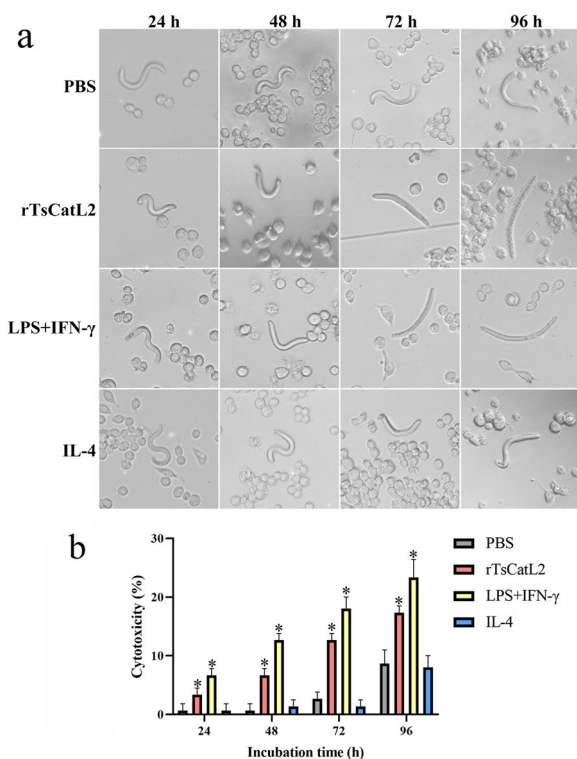 a
24 h 48 h 72 h 96 h
PBS
rTsCatL2
LPS+IFN-γ
IL-4
b
Cytotoxicity (%)
30
20
10
0
* * * * * * * *
24 48 72 96
Incubation time (h)
PBS
rTsCatL2
LPS+IFN-γ
IL-4